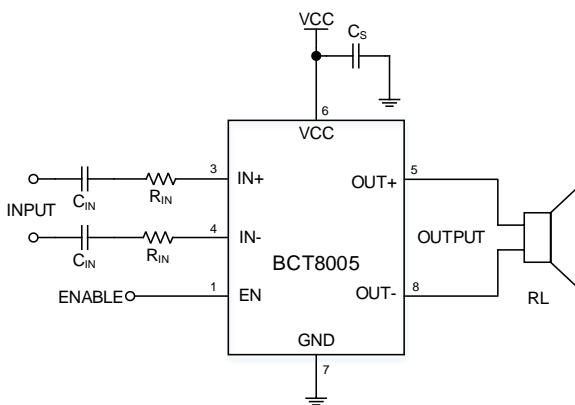 VCC
CS
6
VCC
3
IN+
OUT+
5
CIN
RIN
INPUT
4
IN-
OUTPUT
CIN
RIN
BCT8005
ENABLE
1
EN
OUT-
8
RL
GND
7